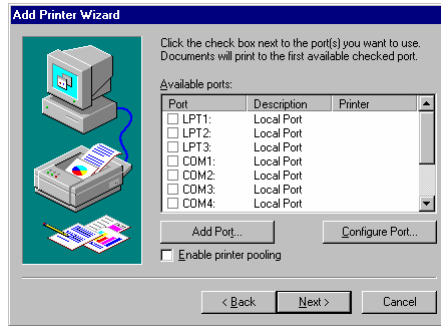 Add Printer Wizard
Click the check box next to the port(s) you want to use.
Documents will print to the first available checked port.
Available ports:
Port Description Printer
LPT1: Local Port
LPT2: Local Port
LPT3: Local Port
COM1: Local Port
COM2: Local Port
COM3: Local Port
COM4: Local Port
Add Port... Configure Port...
Enable printer pooling
< Back Next > Cancel